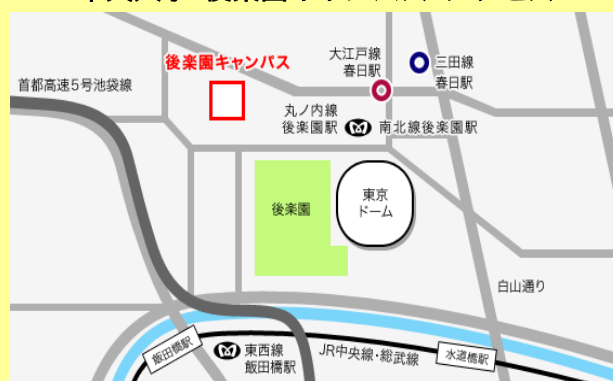 後楽園キャンパス
首都高速5号池袋線
大江戸線
春日駅
三田線
春日駅
丸ノ内線
後楽園駅
南北線後楽園駅
後楽園
東京
ドーム
白山通り
飯田橋駅
東西線
飯田橋駅
JR中央線・総武線
水道橋駅